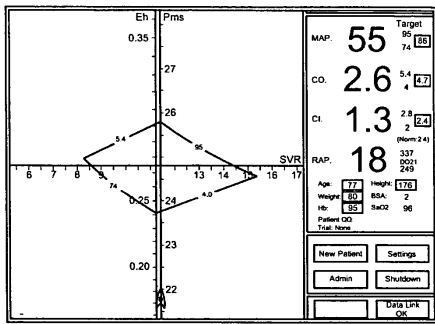 Eh Pms
0.35
27
26
5.4
95
SVR
6 7 8 9 11 13 14 15 16 17
74
4.0
0.25 24
23
0.20
22
Target
MAP. 55 95 74 86
CO. 2.6 5.4 4 4.7
CI. 1.3 2.8 2 2.4
(Norm: 2.4)
RAP. 18 337 DO21 249
Age: 77 Height: 176
Weight: 80 BSA: 2
Hb: 95 SaO2 96
Patient QQ
Trial: None
New Patient Settings
Admin Shutdown
Data Link
OK